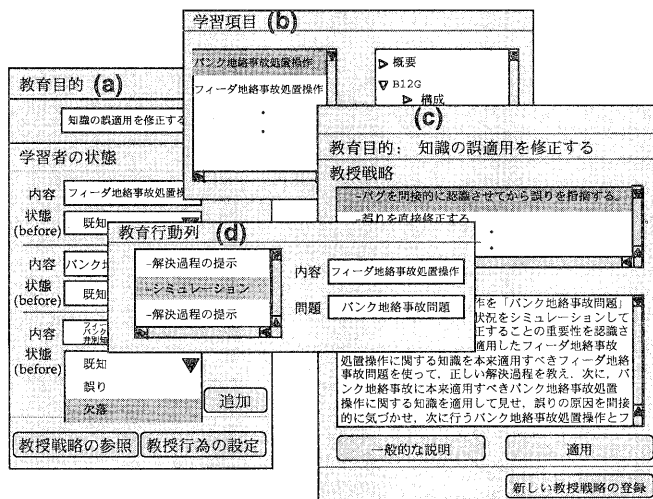 学習項目 (b)
バンク地絡事故処置操作
フィーダ地絡事故処置操作
概要
B12G
構成
教育目的 (a)
知識の誤適用を修正する
学習者の状態
内容 フィーダ地絡事故処置操
状態
(before)
既知
内容 バンク地
状態
(before)
既知
内容
状態
(before)
既知
誤り
欠落
追加
教授戦略の参照
教授行為の設定
(c)
教育目的: 知識の誤適用を修正する
教授戦略
-バグを間接的に認識させてから誤りを指摘する。
-誤りを直接修正する
作を「バンク地絡事故問題」
状況をシミュレーションして
正することの重要性を認識さ
適用したフィーダ地絡事故
処置操作に関する知識を本来適用すべきフィーダ地絡
事故問題を使って，正しい解決過程を教え，次に，バ
ンク地絡事故に本来適用すべきバンク地絡事故処置
操作に関する知識を適用して見せ，誤りの原因を間接
的に気づかせ，次に行うバンク地絡事故処置操作とフ
一般的な説明
適用
新しい教授戦略の登録
教育行動列 (d)
-解決過程の提示
-シミュレーション
-解決過程の提示
内容 フィーダ地絡事故処置操作
問題 バンク地絡事故問題